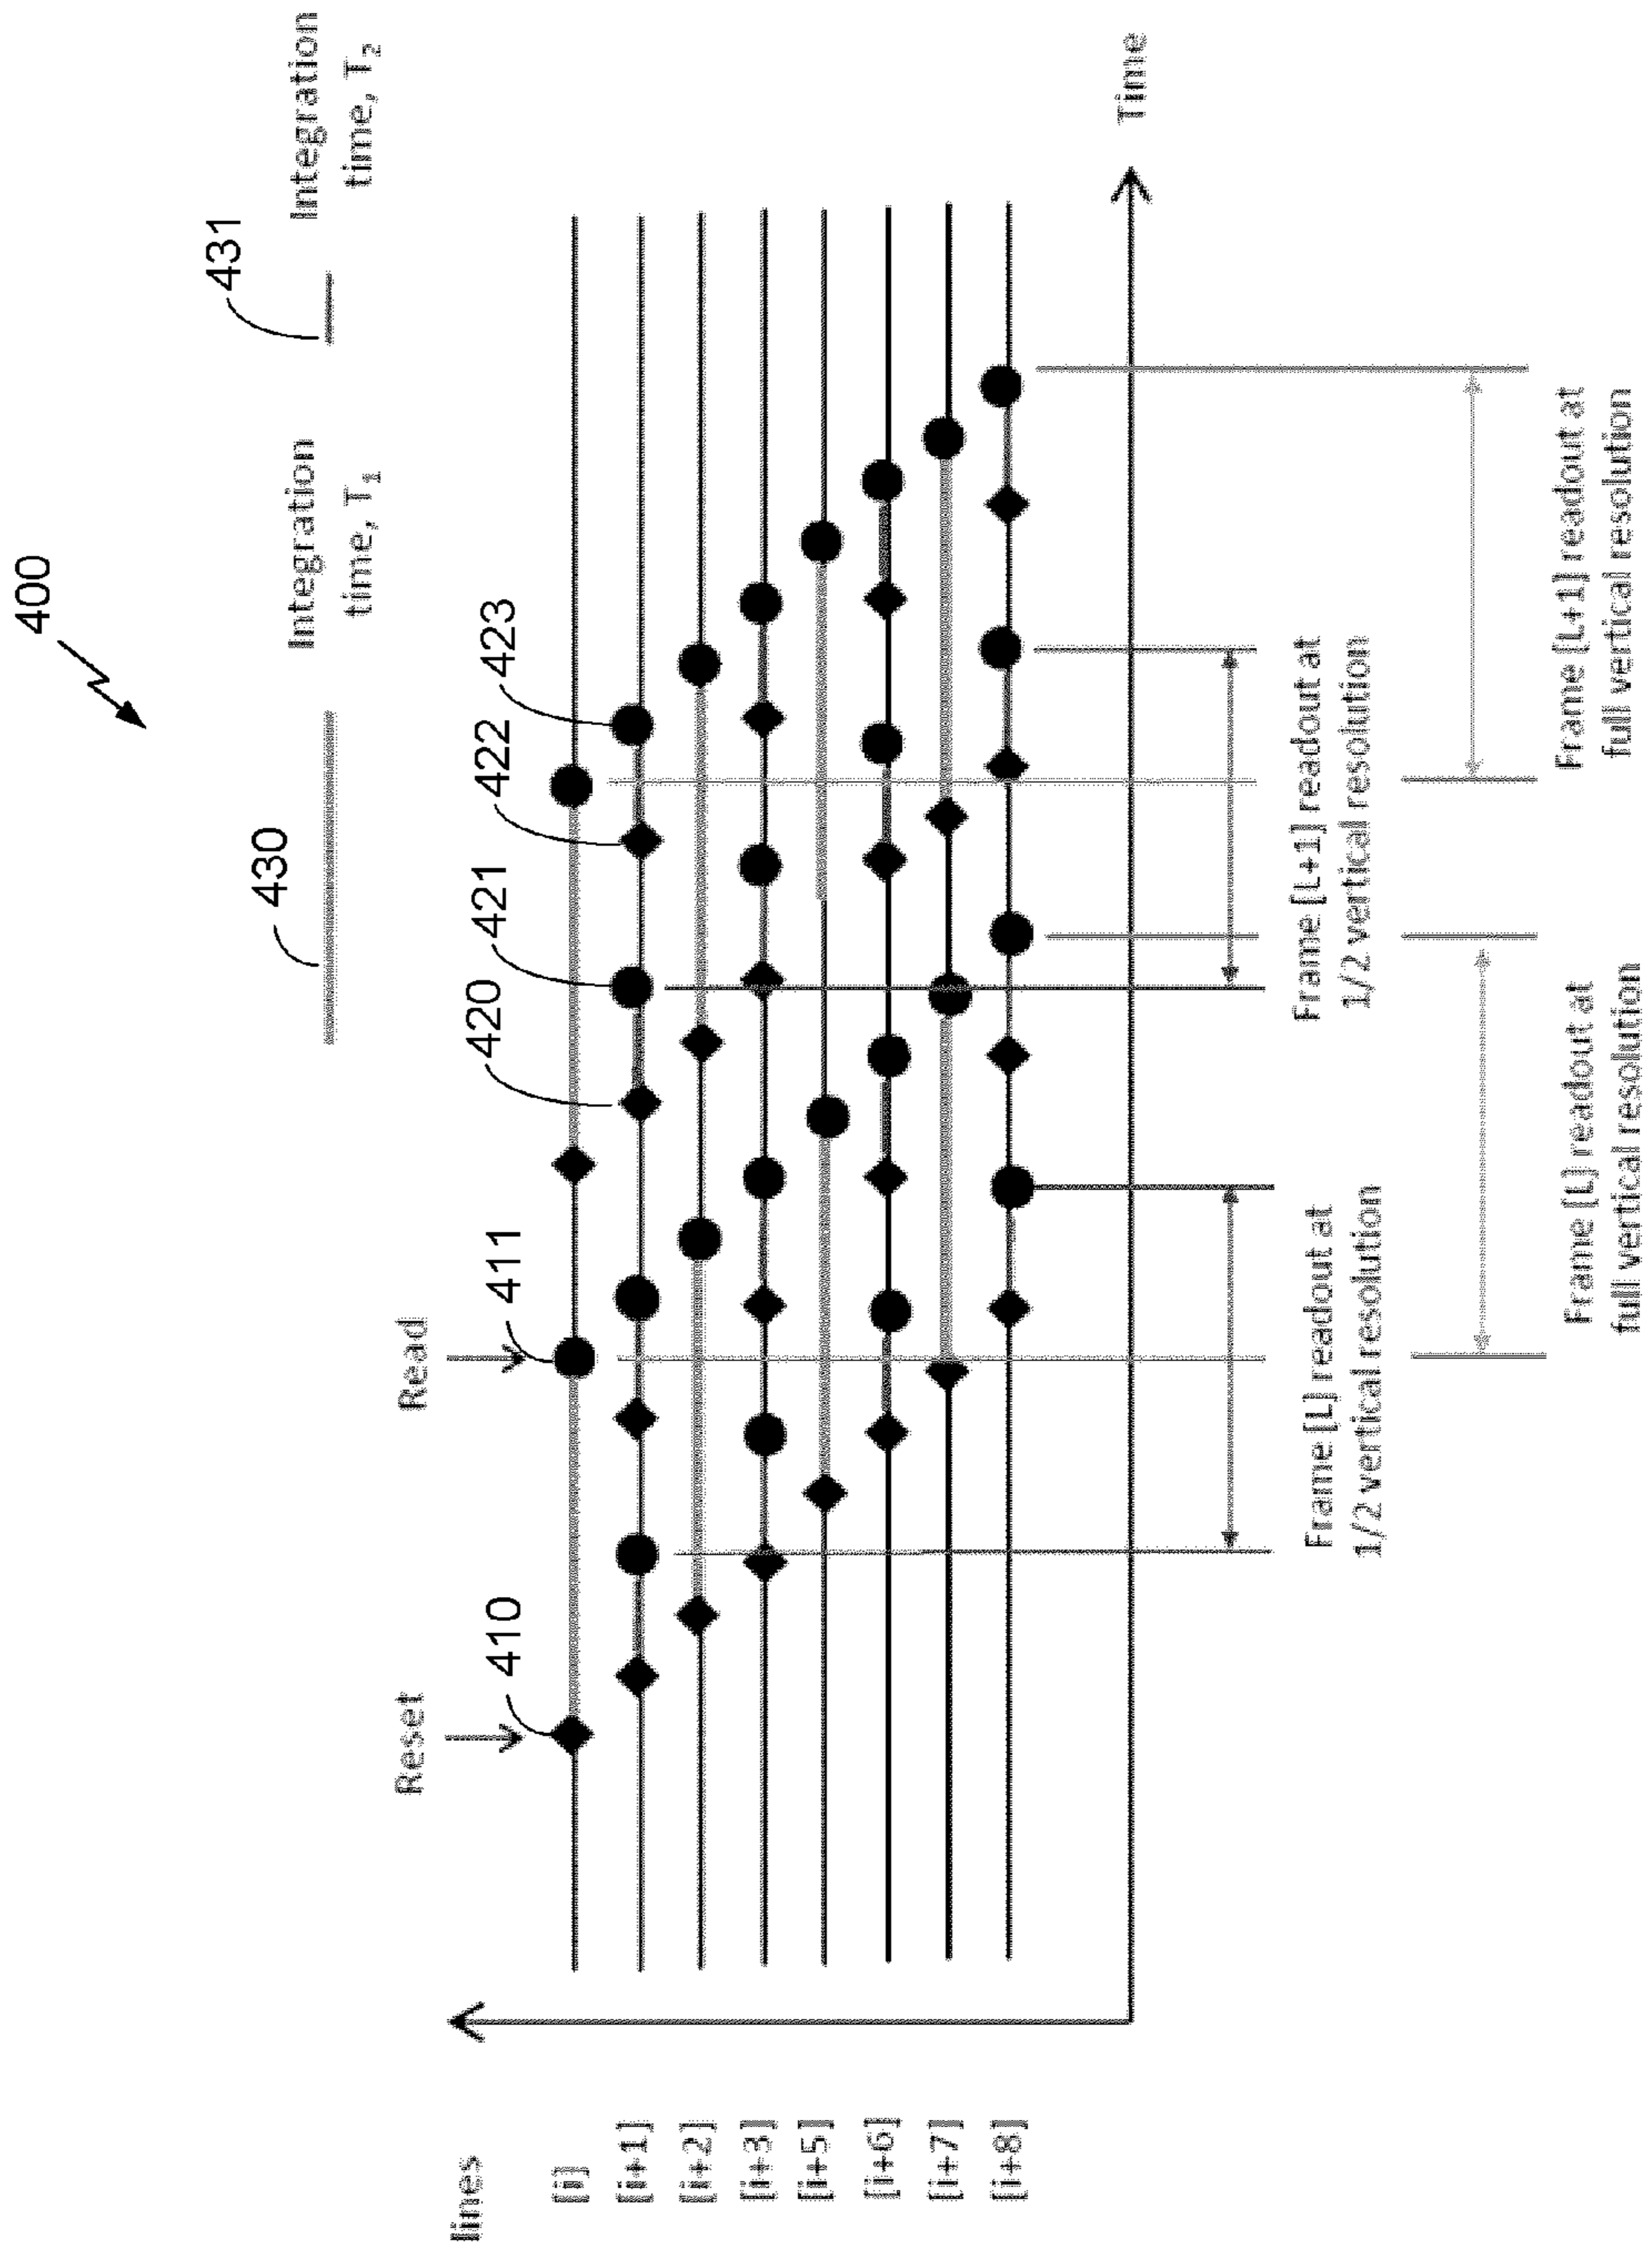 400
430
431
Integration
time, T₁
Integration
time, T₂
Reset
Read
410
411
420
421
422
423
lines
[i]
[i+1]
[i+2]
[i+3]
[i+5]
[i+6]
[i+7]
[i+8]
Time
Frame [L] readout at
1/2 vertical resolution
Frame [L+1] readout at
1/2 vertical resolution
Frame [L] readout at
full vertical resolution
Frame [L+1] readout at
full vertical resolution